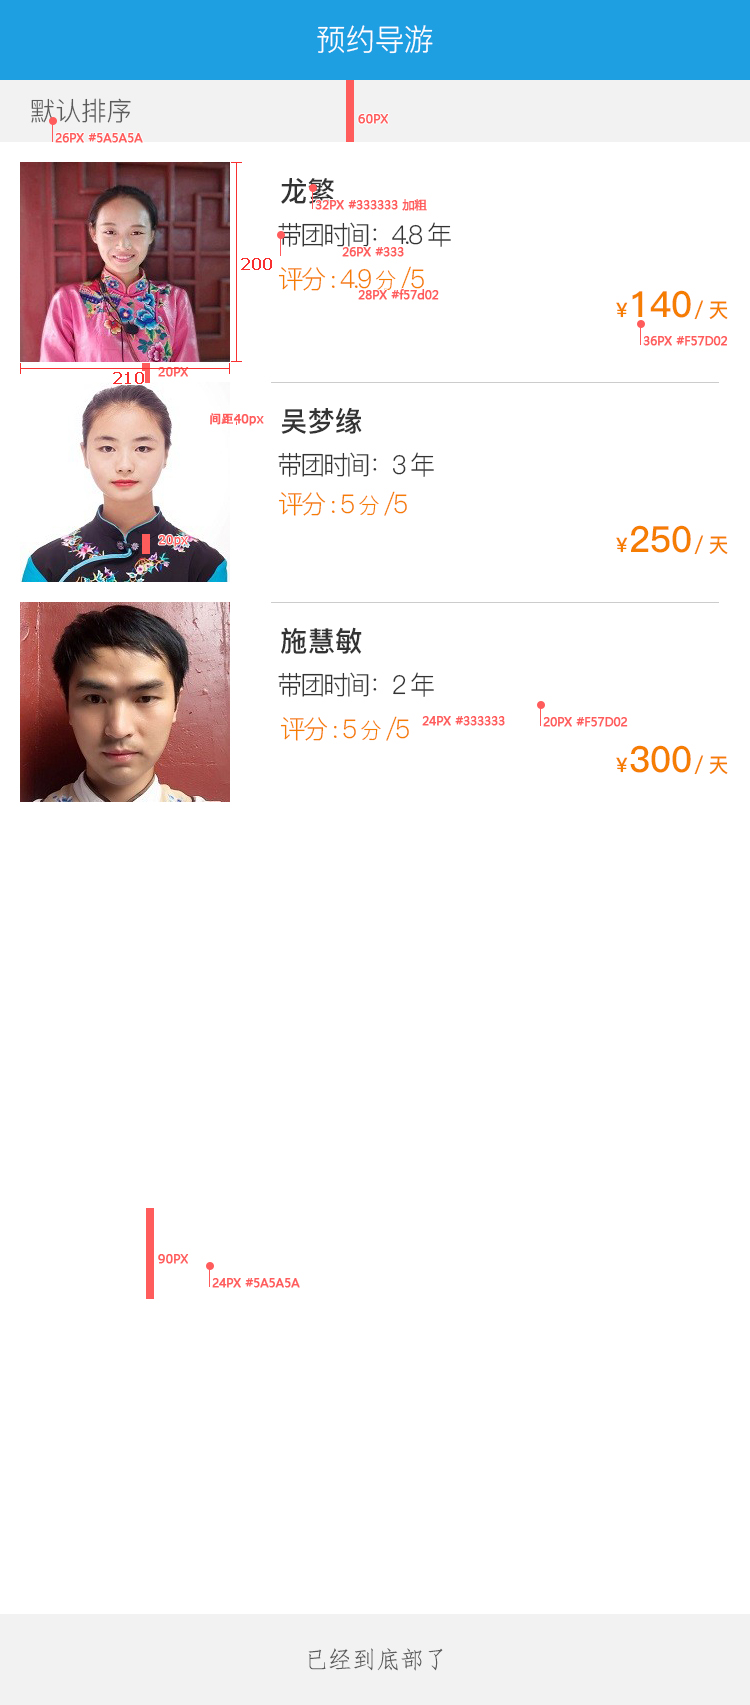 预约导游
默认排序
60PX
26PX #5A5A5A
龙繁
32PX #333333 加粗
带团时间：4.8 年
26PX #333
200
评分 : 4.9 分 /5
28PX #f57d02
¥140/ 天
36PX #F57D02
20PX
210
间距40px
吴梦缘
带团时间：3 年
评分 : 5 分 /5
20px
¥250/ 天
施慧敏
带团时间：2 年
评分 : 5 分 /5
24PX #333333
20PX #F57D02
¥300/ 天
90PX
24PX #5A5A5A
已经到底部了